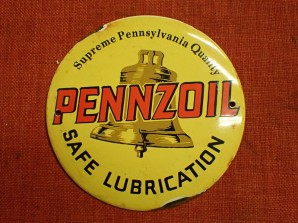 Supreme Pennsylvania Quality
PENNZOIL
SAFE LUBRICATION